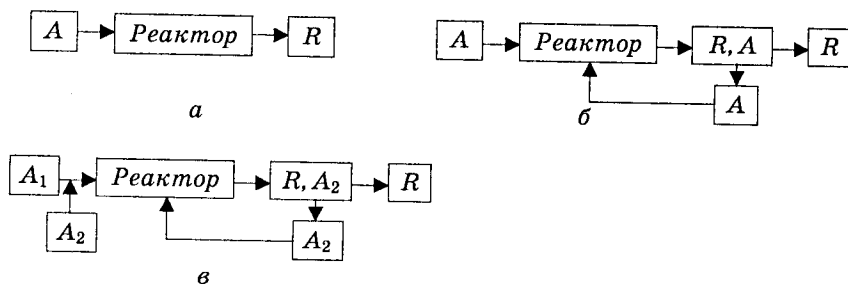 A Реактор R
а
A Реактор R, A R
A
б
A₁ Реактор R, A₂ R
A₂ A₂
в